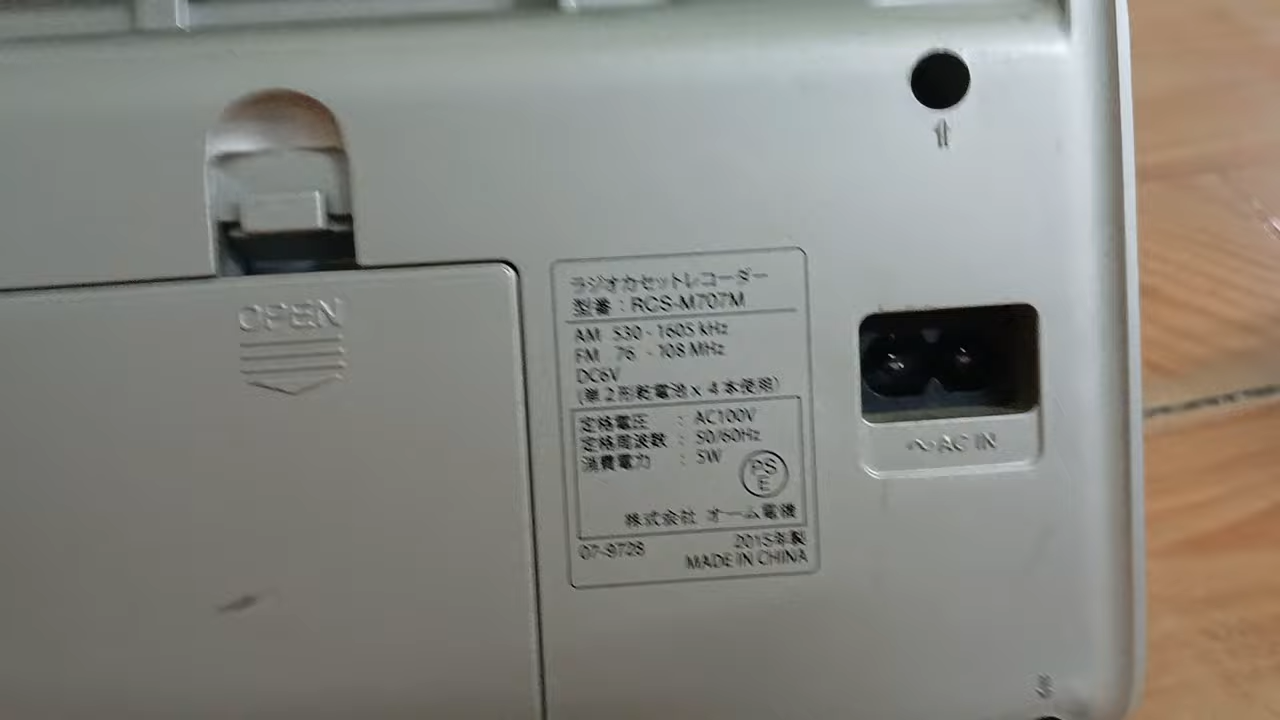 OPEN
ラジオカセットレコーダー
型番：RCS-M707M
AM 530 - 1605 kHz
FM 76 - 108 MHz
DC6V
(単2形乾電池 x 4本使用)
定格電圧 ： AC100V
定格周波数 ： 50/60Hz
消費電力 ： 5W
PS
E
株式会社 オーム電機
07-9728
2015年製
MADE IN CHINA
～AC IN